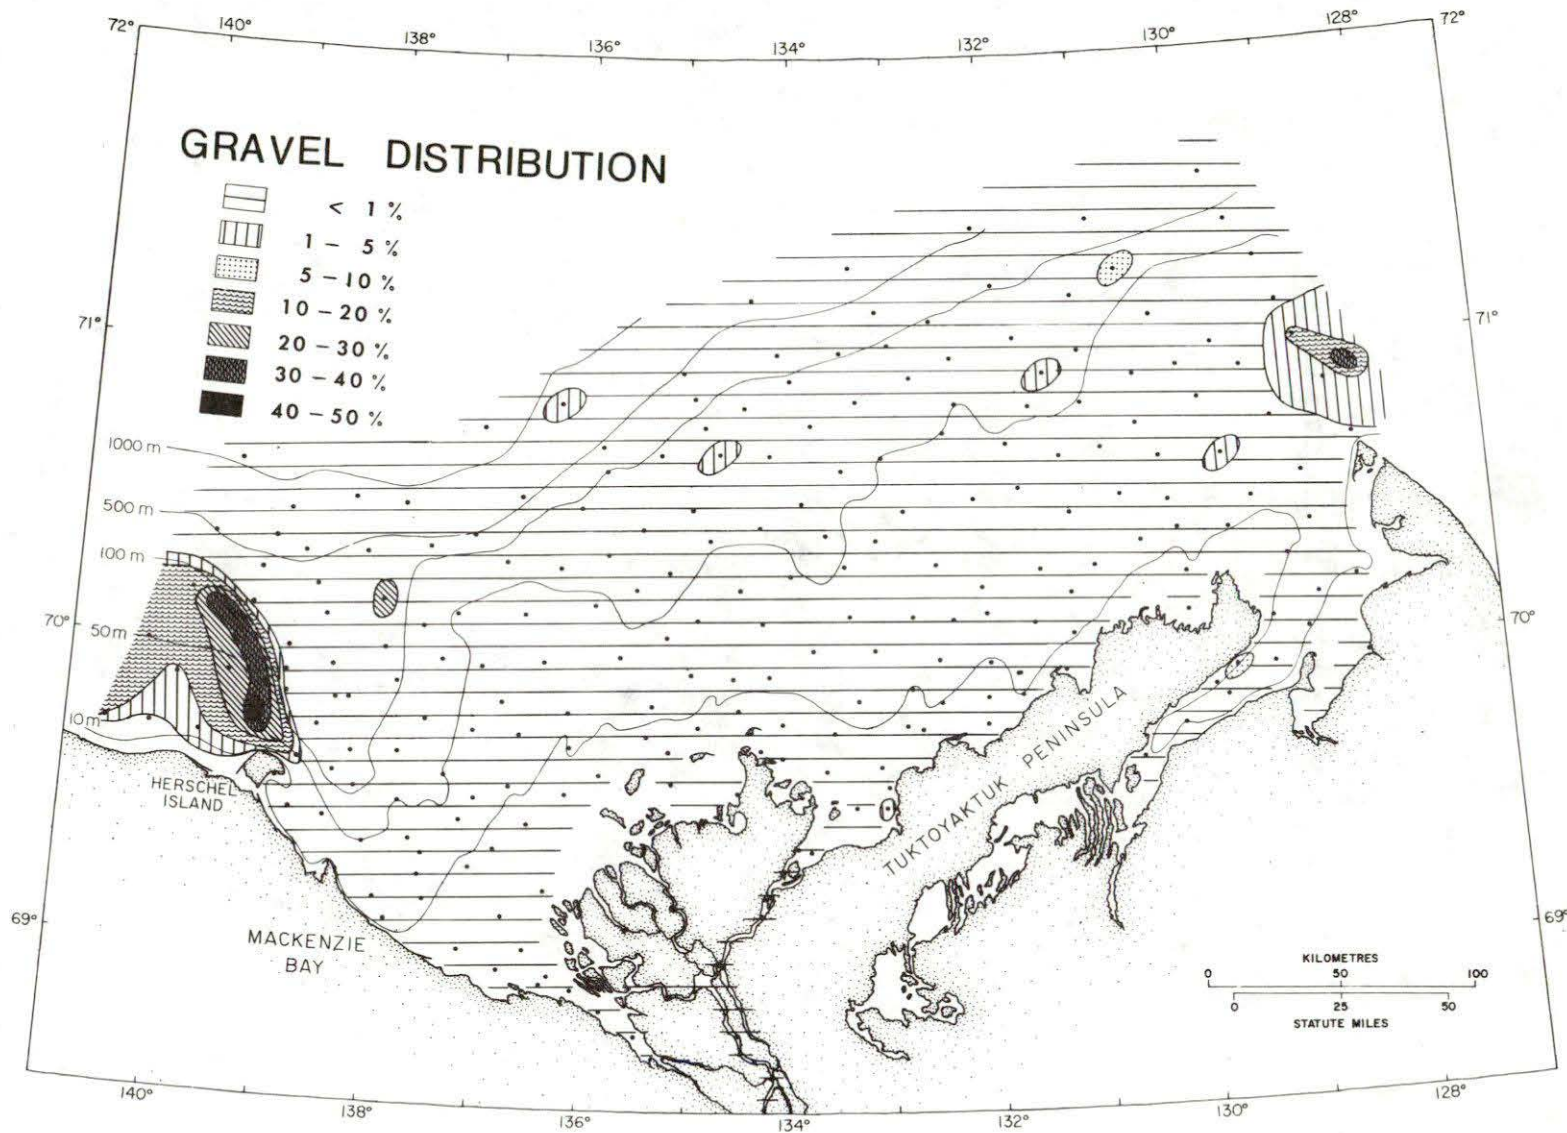 72° 140° 138° 136° 134° 132° 130° 128° 72°
GRAVEL DISTRIBUTION
< 1 %
1 – 5 %
5 – 10 %
10 – 20 %
20 – 30 %
30 – 40 %
40 – 50 %
71° 71°
1000 m
500 m
100 m
70° 70°
50 m
10 m
HERSCHEL
ISLAND
TUKTOYAKTUK PENINSULA
69° 69°
MACKENZIE
BAY
KILOMETRES
0 50 100
0 25 50
STATUTE MILES
140° 138° 136° 134° 132° 130° 128°